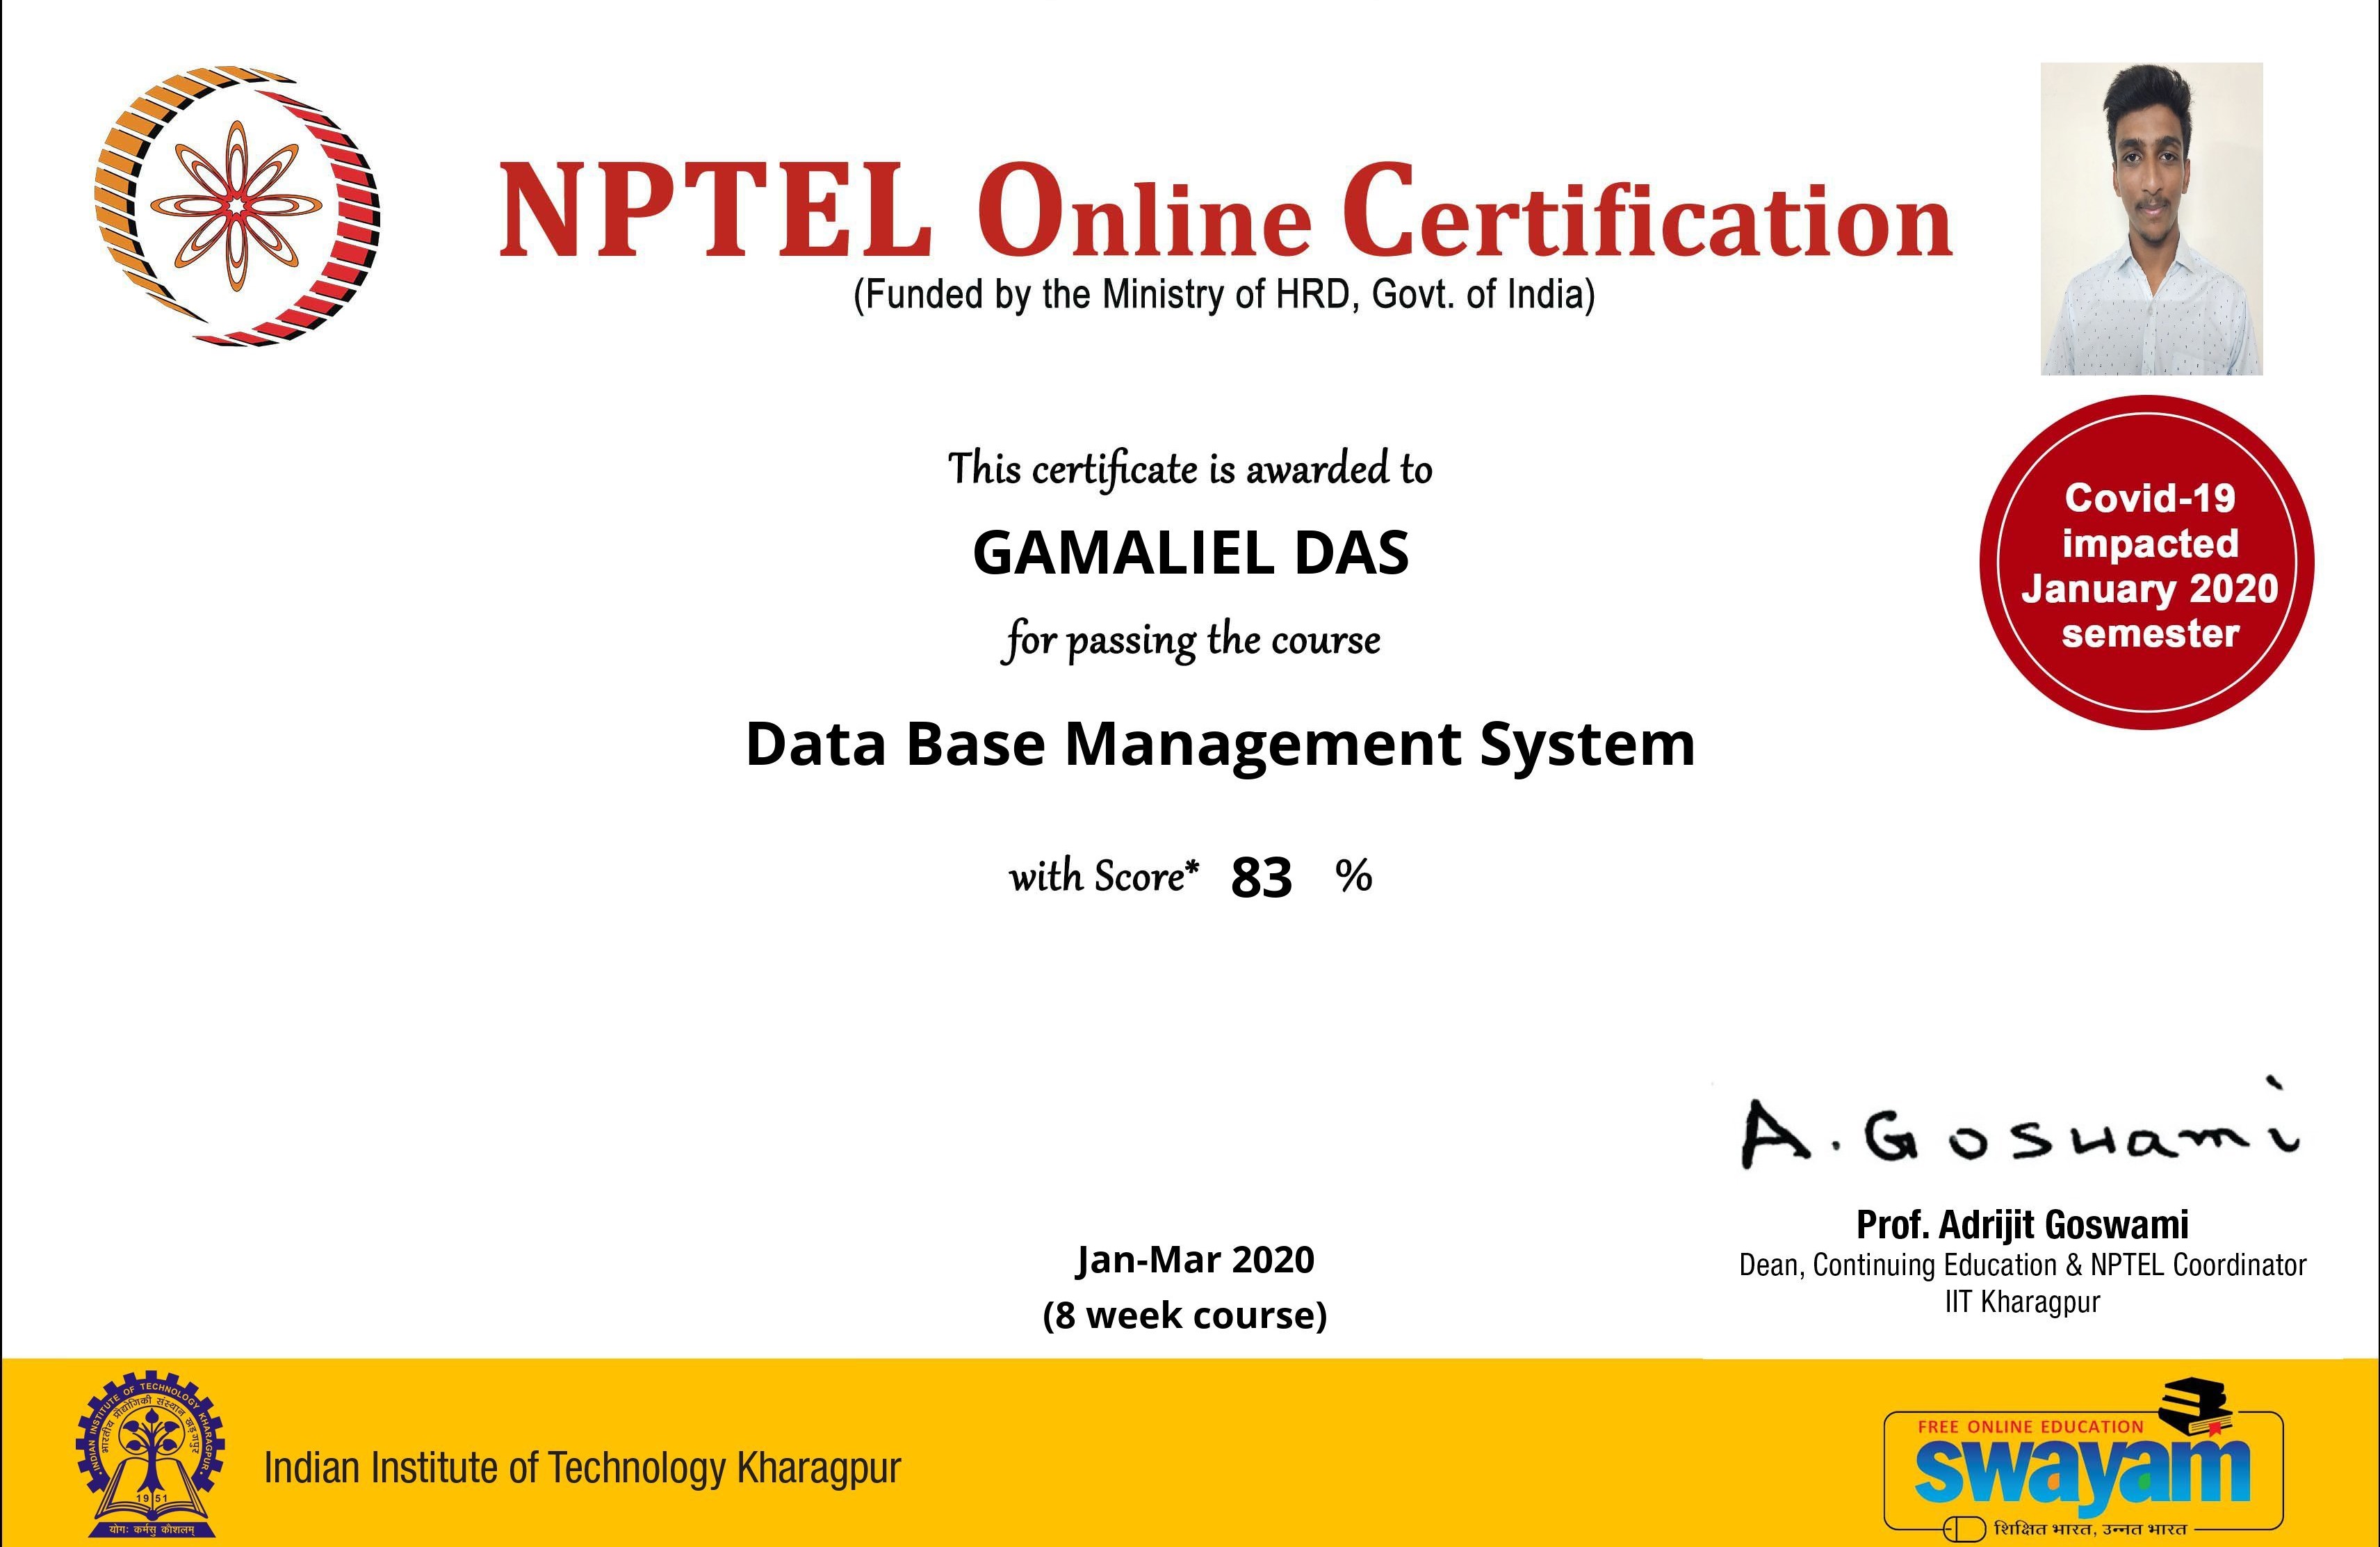 NPTEL Online Certification
(Funded by the Ministry of HRD, Govt. of India)
This certificate is awarded to
GAMALIEL DAS
for passing the course
Data Base Management System
with Score* 83 %
Covid-19
impacted
January 2020
semester
A. Goswami
Prof. Adrijit Goswami
Dean, Continuing Education & NPTEL Coordinator
IIT Kharagpur
Jan-Mar 2020
(8 week course)
INDIAN INSTITUTE OF TECHNOLOGY KHARAGPUR
भारतीय प्रौद्योगिकी संस्थान खड़गपुर
1951
योगः कर्मसु कौशलम्
Indian Institute of Technology Kharagpur
FREE ONLINE EDUCATION
swayam
शिक्षित भारत, उन्नत भारत